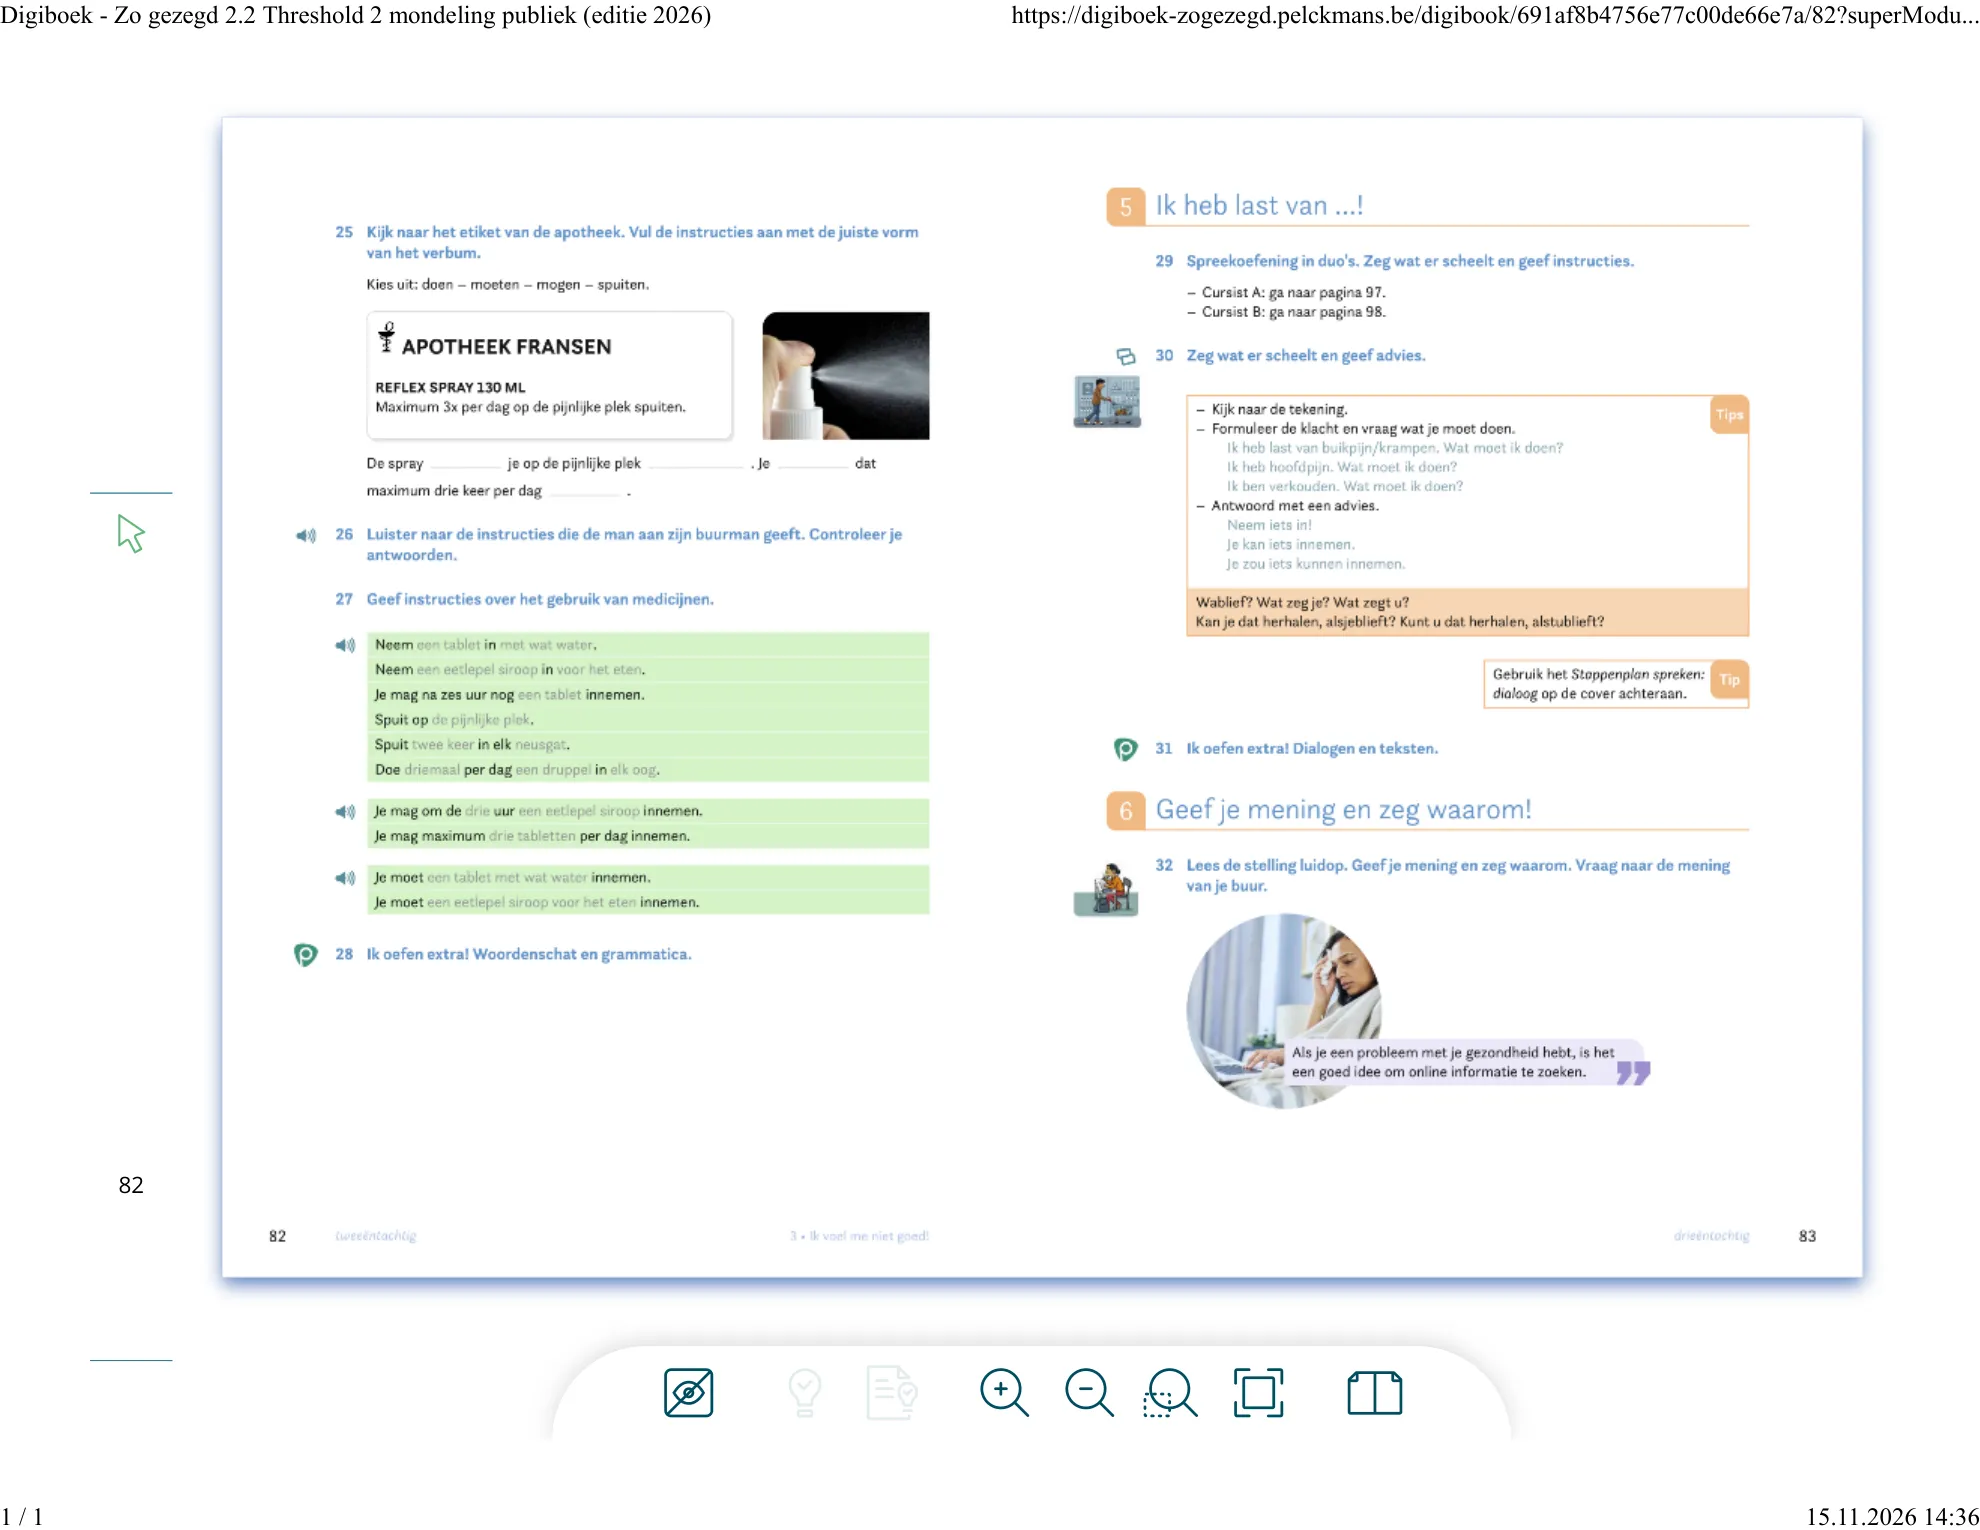 Digiboek - Zo gezegd 2.2 Threshold 2 mondeling publiek (editie 2026)
https://digiboek-zogezegd.pelckmans.be/digibook/691af8b4756e77c00de66e7a/82?superModu...
25 Kijk naar het etiket van de apotheek. Vul de instructies aan met de juiste vorm
van het verbum.
Kies uit: doen – moeten – mogen – spuiten.
APOTHEEK FRANSEN
REFLEX SPRAY 130 ML
Maximum 3x per dag op de pijnlijke plek spuiten.
De spray ________ je op de pijnlijke plek ________ . Je ________ dat
maximum drie keer per dag ________ .
26 Luister naar de instructies die de man aan zijn buurman geeft. Controleer je
antwoorden.
27 Geef instructies over het gebruik van medicijnen.
Neem een tablet in met wat water.
Neem een eetlepel siroop in voor het eten.
Je mag na zes uur nog een tablet innemen.
Spuit op de pijnlijke plek.
Spuit twee keer in elk neusgat.
Doe driemaal per dag een druppel in elk oog.
Je mag om de drie uur een eetlepel siroop innemen.
Je mag maximum drie tabletten per dag innemen.
Je moet een tablet met wat water innemen.
Je moet een eetlepel siroop voor het eten innemen.
28 Ik oefen extra! Woordenschat en grammatica.
82 tweeëntachtig 3 • Ik voel me niet goed!
5 Ik heb last van ...!
29 Spreekoefening in duo's. Zeg wat er scheelt en geef instructies.
– Cursist A: ga naar pagina 97.
– Cursist B: ga naar pagina 98.
30 Zeg wat er scheelt en geef advies.
Tips
– Kijk naar de tekening.
– Formuleer de klacht en vraag wat je moet doen.
Ik heb last van buikpijn/krampen. Wat moet ik doen?
Ik heb hoofdpijn. Wat moet ik doen?
Ik ben verkouden. Wat moet ik doen?
– Antwoord met een advies.
Neem iets in!
Je kan iets innemen.
Je zou iets kunnen innemen.
Wablief? Wat zeg je? Wat zegt u?
Kan je dat herhalen, alsjeblieft? Kunt u dat herhalen, alstublieft?
Gebruik het Stappenplan spreken:
dialoog op de cover achteraan.
Tip
31 Ik oefen extra! Dialogen en teksten.
6 Geef je mening en zeg waarom!
32 Lees de stelling luidop. Geef je mening en zeg waarom. Vraag naar de mening
van je buur.
Als je een probleem met je gezondheid hebt, is het
een goed idee om online informatie te zoeken.
drieëntachtig 83
82
1 / 1
15.11.2026 14:36